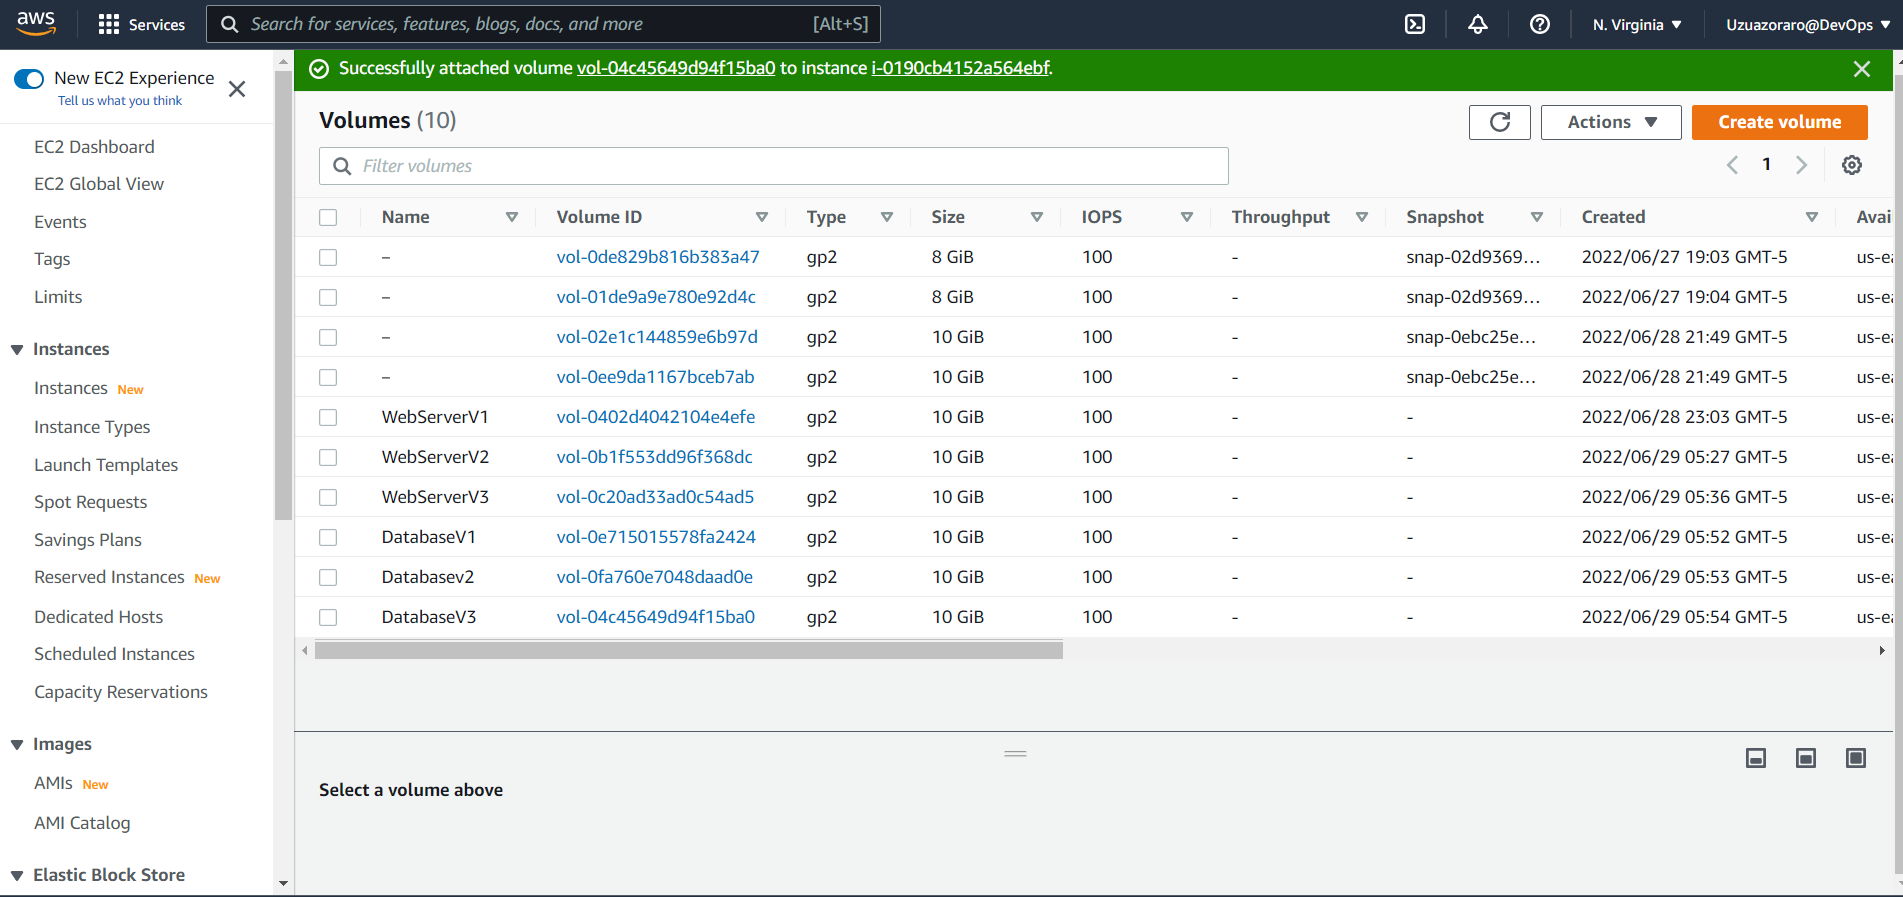 aws
Services
Search for services, features, blogs, docs, and more [Alt+S]
N. Virginia
Uzuazoraro@DevOps
New EC2 Experience
Tell us what you think
EC2 Dashboard
EC2 Global View
Events
Tags
Limits
Instances
Instances New
Instance Types
Launch Templates
Spot Requests
Savings Plans
Reserved Instances New
Dedicated Hosts
Scheduled Instances
Capacity Reservations
Images
AMIs New
AMI Catalog
Elastic Block Store
Successfully attached volume vol-04c45649d94f15ba0 to instance i-0190cb4152a564ebf.
Volumes (10)
Actions
Create volume
Filter volumes
1
Name Volume ID Type Size IOPS Throughput Snapshot Created Avai
– vol-0de829b816b383a47 gp2 8 GiB 100 - snap-02d9369... 2022/06/27 19:03 GMT-5 us-ea
– vol-01de9a9e780e92d4c gp2 8 GiB 100 - snap-02d9369... 2022/06/27 19:04 GMT-5 us-ea
– vol-02e1c144859e6b97d gp2 10 GiB 100 - snap-0ebc25e... 2022/06/28 21:49 GMT-5 us-ea
– vol-0ee9da1167bceb7ab gp2 10 GiB 100 - snap-0ebc25e... 2022/06/28 21:49 GMT-5 us-ea
WebServerV1 vol-0402d4042104e4efe gp2 10 GiB 100 - - 2022/06/28 23:03 GMT-5 us-ea
WebServerV2 vol-0b1f553dd96f368dc gp2 10 GiB 100 - - 2022/06/29 05:27 GMT-5 us-ea
WebServerV3 vol-0c20ad33ad0c54ad5 gp2 10 GiB 100 - - 2022/06/29 05:36 GMT-5 us-ea
DatabaseV1 vol-0e715015578fa2424 gp2 10 GiB 100 - - 2022/06/29 05:52 GMT-5 us-ea
Databasev2 vol-0fa760e7048daad0e gp2 10 GiB 100 - - 2022/06/29 05:53 GMT-5 us-ea
DatabaseV3 vol-04c45649d94f15ba0 gp2 10 GiB 100 - - 2022/06/29 05:54 GMT-5 us-ea
Select a volume above